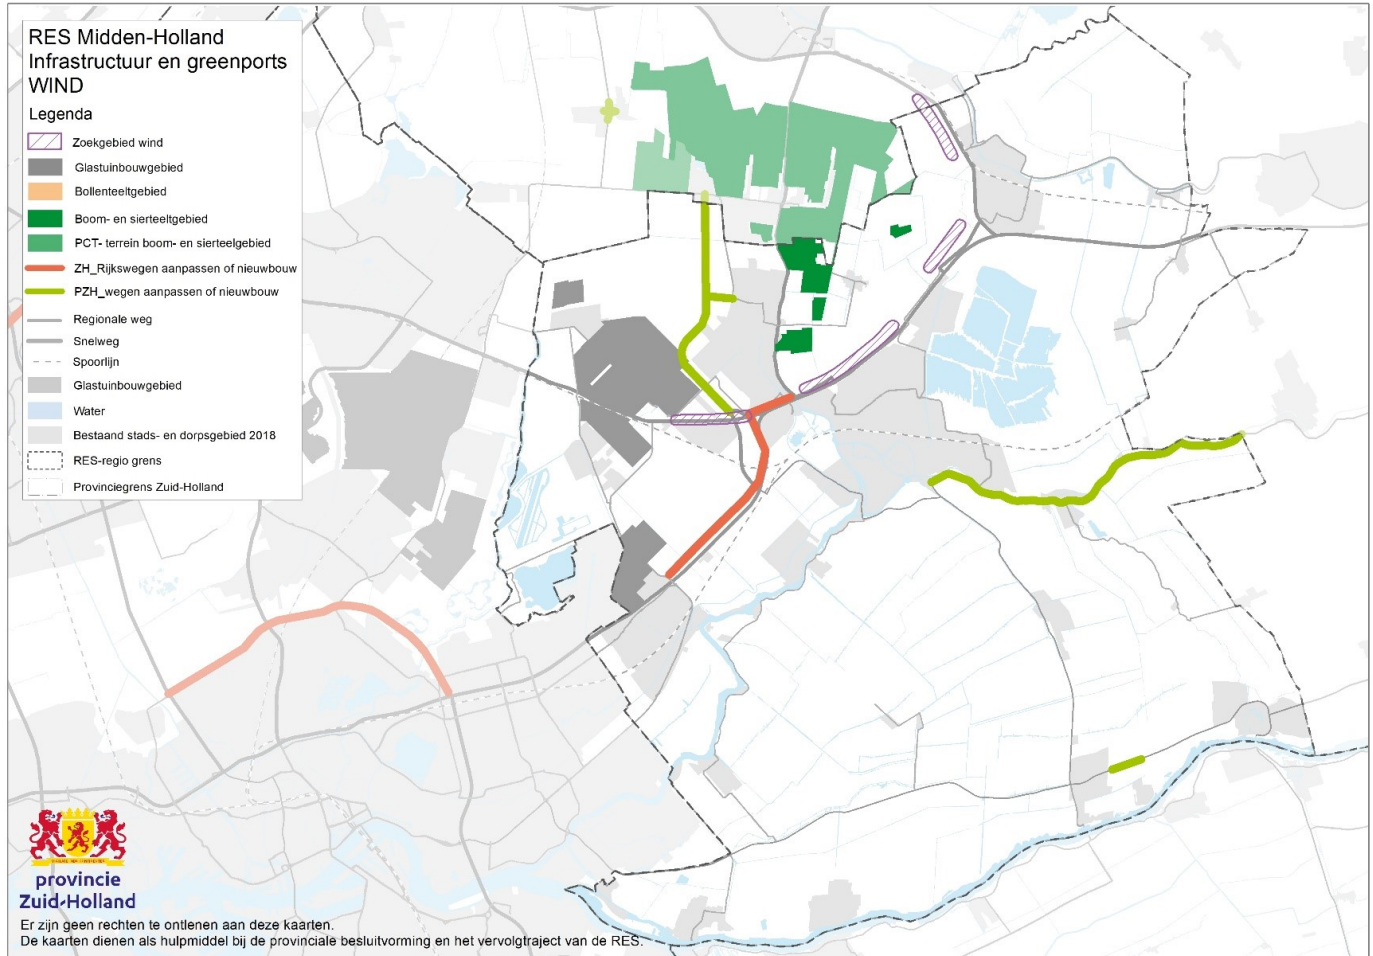 RES Midden-Holland
Infrastructuur en greenports
WIND
Legenda
Zoekgebied wind
Glastuinbouwgebied
Bollenteeltgebied
Boom- en sierteeltgebied
PCT- terrein boom- en sierteelgebied
ZH_Rijkswegen aanpassen of nieuwbouw
PZH_wegen aanpassen of nieuwbouw
Regionale weg
Snelweg
Spoorlijn
Glastuinbouwgebied
Water
Bestaand stads- en dorpsgebied 2018
RES-regio grens
Provinciegrens Zuid-Holland
provincie
Zuid-Holland
Er zijn geen rechten te ontlenen aan deze kaarten.
De kaarten dienen als hulpmiddel bij de provinciale besluitvorming en het vervolgtraject van de RES.